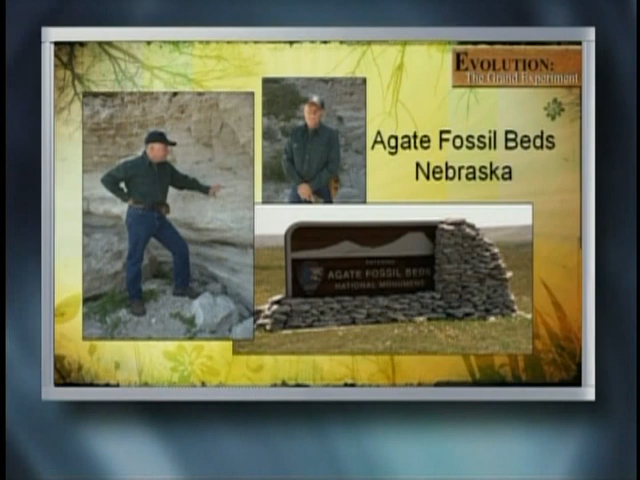 EVOLUTION:
The Grand Experiment
Agate Fossil Beds
Nebraska
AGATE FOSSIL BEDS
NATIONAL MONUMENT